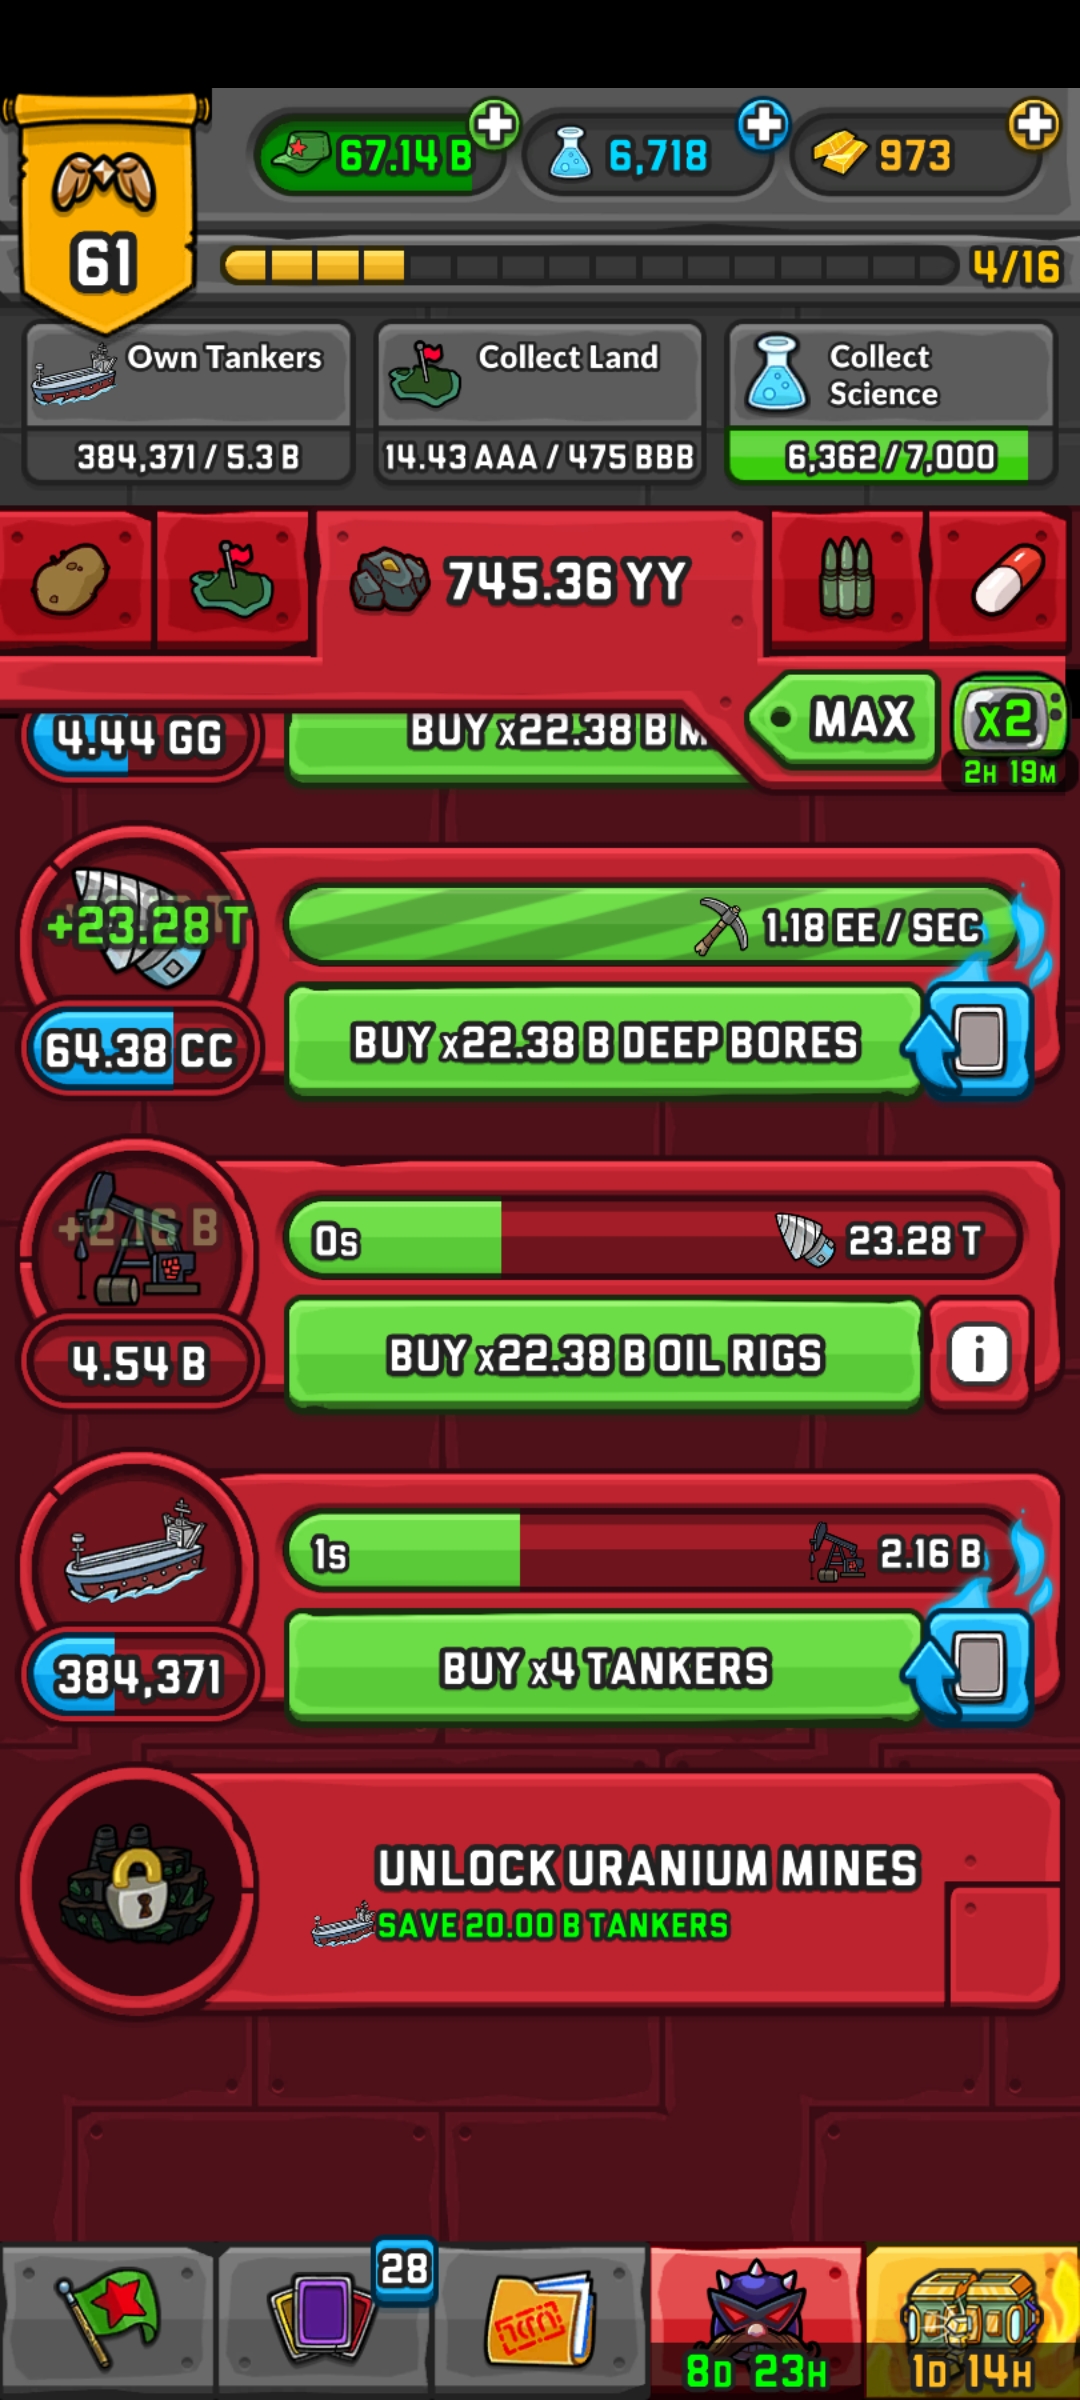 67.14 B
6,718
973
61
4/16
Own Tankers
384,371 / 5.3 B
Collect Land
14.43 AAA / 475 BBB
Collect
Science
6,362 / 7,000
745.36 YY
MAX
x2
2H 19M
4.44 GG
BUY x22.38 B
+23.28 T
1.18 EE / SEC
64.38 CC
BUY x22.38 B DEEP BORES
+2.16 B
0s
23.28 T
4.54 B
BUY x22.38 B OIL RIGS
i
1s
2.16 B
384,371
BUY x4 TANKERS
UNLOCK URANIUM MINES
SAVE 20.00 B TANKERS
28
8D 23H
1D 14H